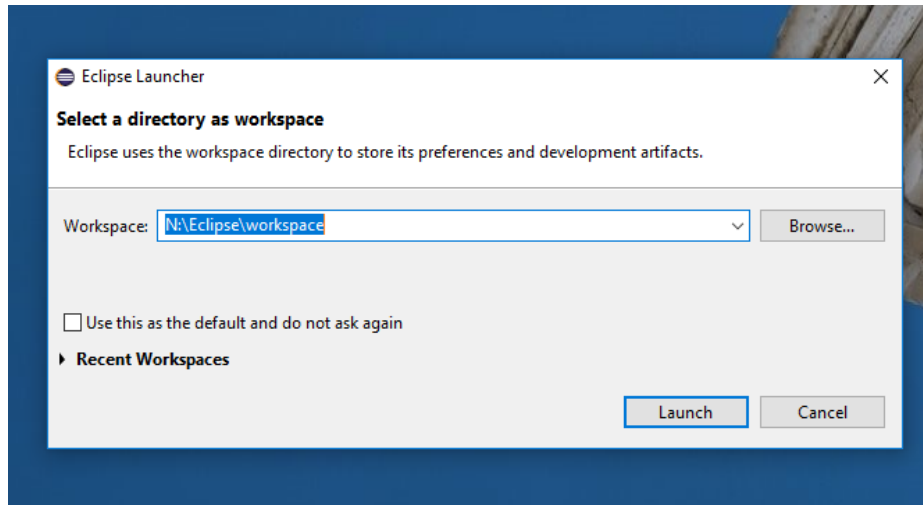 Eclipse Launcher
Select a directory as workspace
Eclipse uses the workspace directory to store its preferences and development artifacts.
Workspace: N:\Eclipse\workspace Browse...
Use this as the default and do not ask again
Recent Workspaces
Launch Cancel